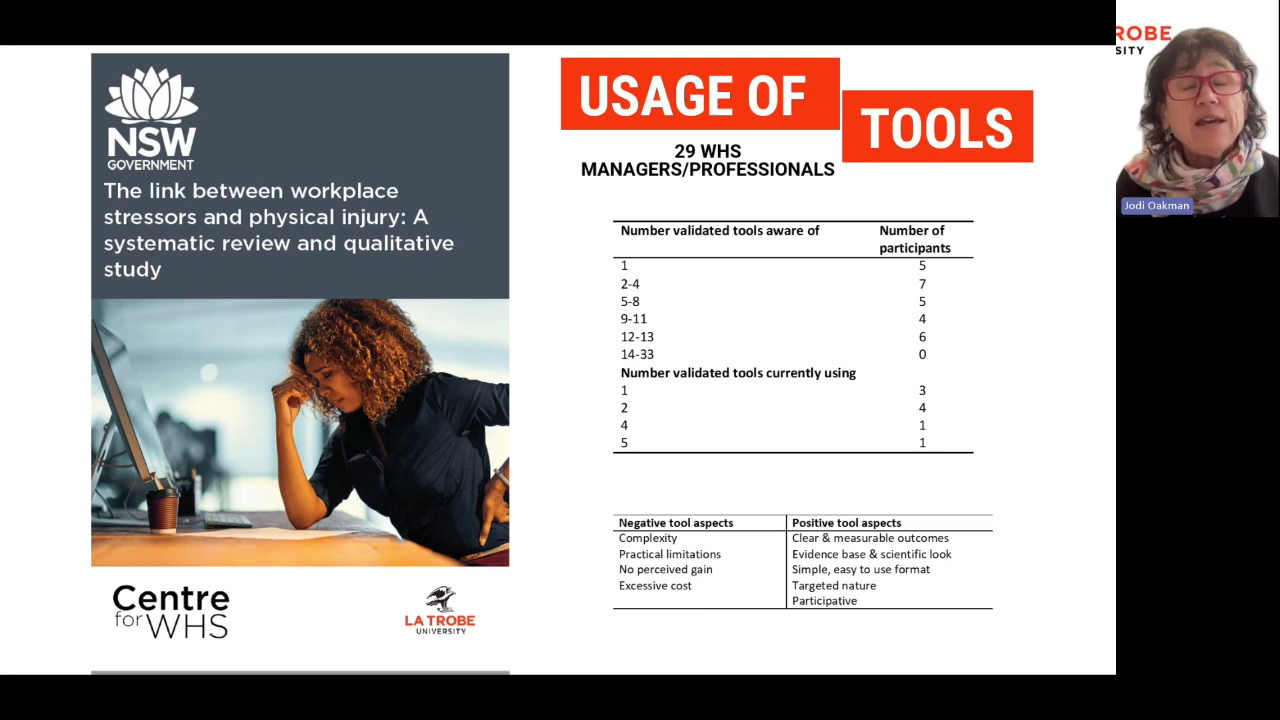 NSW
GOVERNMENT
The link between workplace
stressors and physical injury: A
systematic review and qualitative
study
Centre
for WHS
LA TROBE
UNIVERSITY
USAGE OF
TOOLS
29 WHS
MANAGERS/PROFESSIONALS
Number validated tools aware of Number of
participants
1 5
2-4 7
5-8 5
9-11 4
12-13 6
14-33 0
Number validated tools currently using
1 3
2 4
4 1
5 1
Negative tool aspects Positive tool aspects
Complexity Clear & measurable outcomes
Practical limitations Evidence base & scientific look
No perceived gain Simple, easy to use format
Excessive cost Targeted nature
Participative
ROBE
SITY
Jodi Oakman